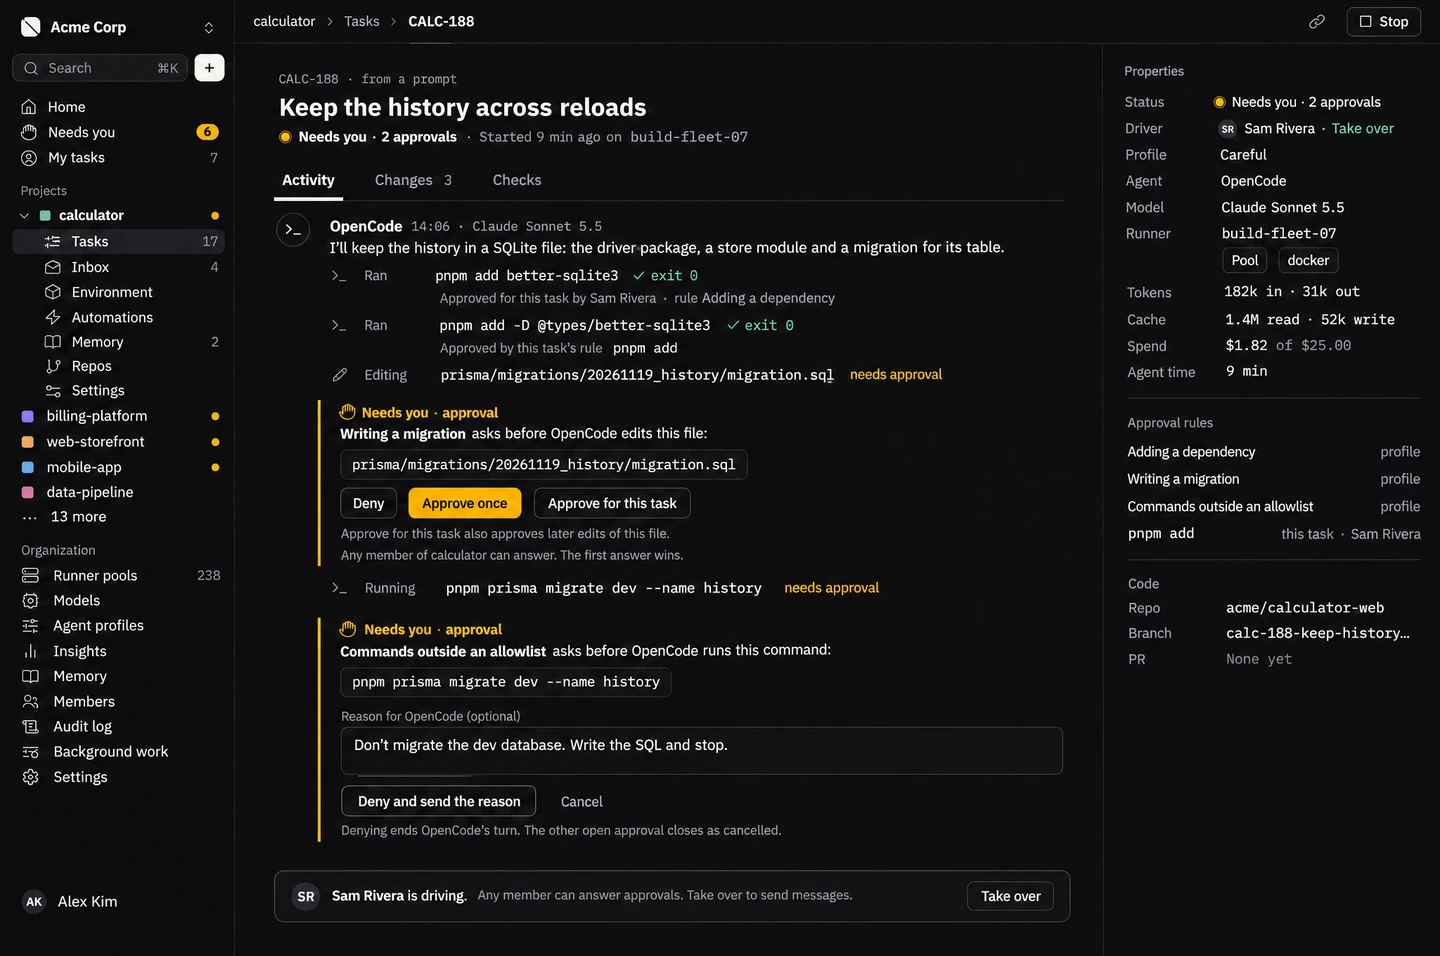 Acme Corp
Search ⌘K +
Home
Needs you 6
My tasks 7
Projects
calculator
Tasks 17
Inbox 4
Environment
Automations
Memory 2
Repos
Settings
billing-platform
web-storefront
mobile-app
data-pipeline
... 13 more
Organization
Runner pools 238
Models
Agent profiles
Insights
Memory
Members
Audit log
Background work
Settings
AK Alex Kim
calculator > Tasks > CALC-188
Stop
CALC-188 · from a prompt
Keep the history across reloads
Needs you · 2 approvals · Started 9 min ago on build-fleet-07
Activity Changes 3 Checks
OpenCode 14:06 · Claude Sonnet 5.5
I’ll keep the history in a SQLite file: the driver package, a store module and a migration for its table.
>_ Ran pnpm add better-sqlite3 ✓ exit 0
Approved for this task by Sam Rivera · rule Adding a dependency
>_ Ran pnpm add -D @types/better-sqlite3 ✓ exit 0
Approved by this task’s rule pnpm add
Editing prisma/migrations/20261119_history/migration.sql needs approval
Needs you · approval
Writing a migration asks before OpenCode edits this file:
prisma/migrations/20261119_history/migration.sql
Deny Approve once Approve for this task
Approve for this task also approves later edits of this file.
Any member of calculator can answer. The first answer wins.
>_ Running pnpm prisma migrate dev --name history needs approval
Needs you · approval
Commands outside an allowlist asks before OpenCode runs this command:
pnpm prisma migrate dev --name history
Reason for OpenCode (optional)
Don’t migrate the dev database. Write the SQL and stop.
Deny and send the reason Cancel
Denying ends OpenCode’s turn. The other open approval closes as cancelled.
SR Sam Rivera is driving. Any member can answer approvals. Take over to send messages. Take over
Properties
Status Needs you · 2 approvals
Driver SR Sam Rivera · Take over
Profile Careful
Agent OpenCode
Model Claude Sonnet 5.5
Runner build-fleet-07
Pool docker
Tokens 182k in · 31k out
Cache 1.4M read · 52k write
Spend $1.82 of $25.00
Agent time 9 min
Approval rules
Adding a dependency profile
Writing a migration profile
Commands outside an allowlist profile
pnpm add this task · Sam Rivera
Code
Repo acme/calculator-web
Branch calc-188-keep-history…
PR None yet